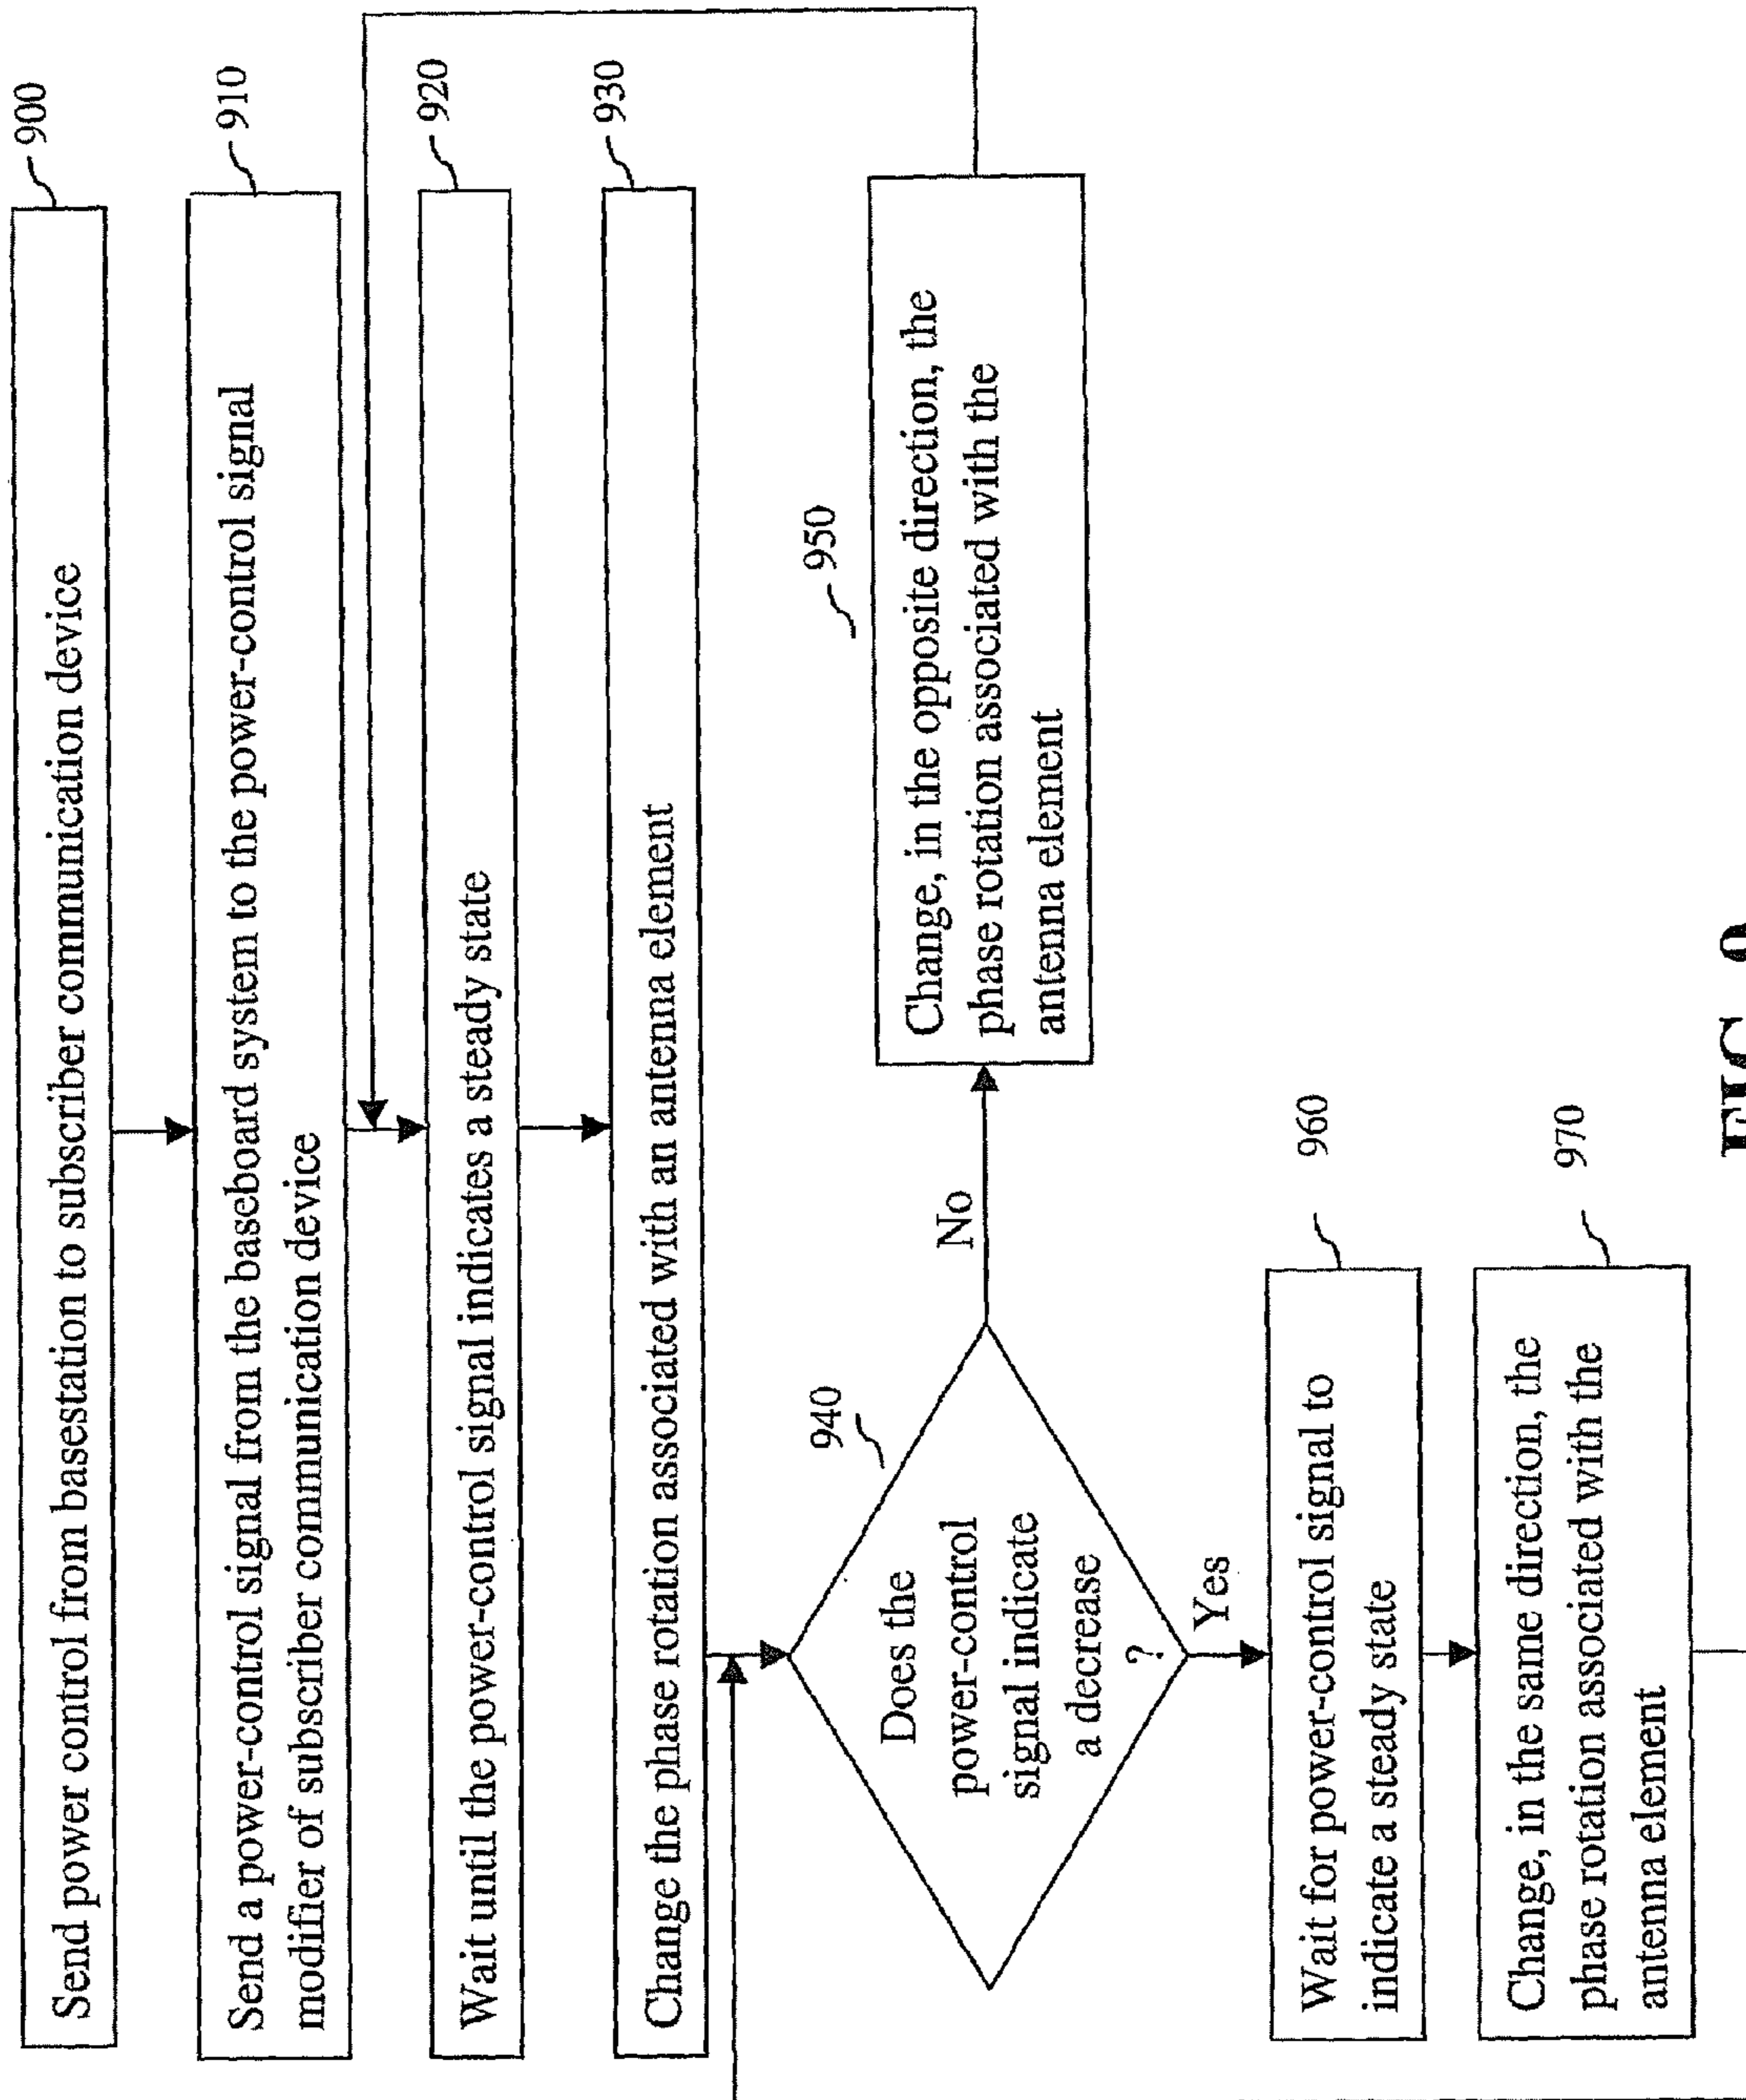 900
Send power control from basestation to subscriber communication device
910
Send a power-control signal from the baseboard system to the power-control signal
modifier of subscriber communication device
920
Wait until the power-control signal indicates a steady state
930
Change the phase rotation associated with an antenna element
940
Does the
power-control
signal indicate
a decrease
?
No
950
Change, in the opposite direction, the
phase rotation associated with the
antenna element
Yes
960
Wait for power-control signal to
indicate a steady state
970
Change, in the same direction, the
phase rotation associated with the
antenna element
FIG.